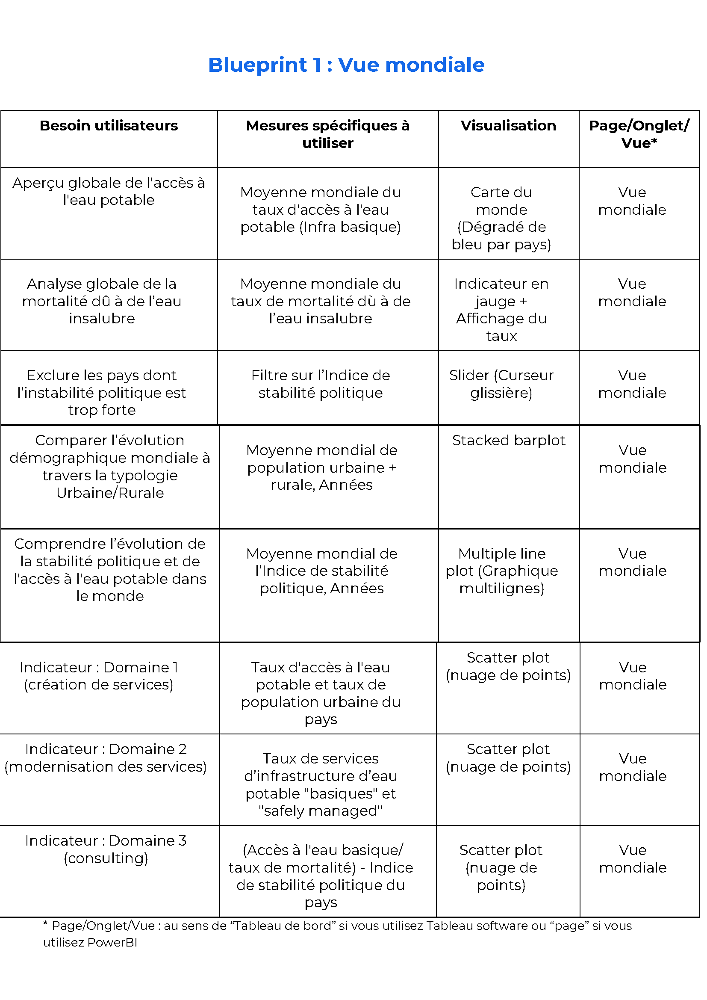 Blueprint 1 : Vue mondiale
Besoin utilisateurs
Mesures spécifiques à
utiliser
Visualisation
Page/Onglet/
Vue*
Aperçu globale de l'accès à
l'eau potable
Moyenne mondiale du
taux d'accès à l'eau
potable (Infra basique)
Carte du
monde
(Dégradé de
bleu par pays)
Vue
mondiale
Analyse globale de la
mortalité dû à de l’eau
insalubre
Moyenne mondiale du
taux de mortalité dù à de
l’eau insalubre
Indicateur en
jauge +
Affichage du
taux
Vue
mondiale
Exclure les pays dont
l’instabilité politique est
trop forte
Filtre sur l’Indice de
stabilité politique
Slider (Curseur
glissière)
Vue
mondiale
Comparer l’évolution
démographique mondiale à
travers la typologie
Urbaine/Rurale
Moyenne mondial de
population urbaine +
rurale, Années
Stacked barplot
Vue
mondiale
Comprendre l’évolution de
la stabilité politique et de
l'accès à l'eau potable dans
le monde
Moyenne mondial de
l’Indice de stabilité
politique, Années
Multiple line
plot (Graphique
multilignes)
Vue
mondiale
Indicateur : Domaine 1
(création de services)
Taux d'accès à l'eau
potable et taux de
population urbaine du
pays
Scatter plot
(nuage de points)
Vue
mondiale
Indicateur : Domaine 2
(modernisation des services)
Taux de services
d’infrastructure d’eau
potable "basiques" et
"safely managed"
Scatter plot
(nuage de points)
Vue
mondiale
Indicateur : Domaine 3
(consulting)
(Accès à l'eau basique/
taux de mortalité) - Indice
de stabilité politique du
pays
Scatter plot
(nuage de
points)
Vue
mondiale
* Page/Onglet/Vue : au sens de “Tableau de bord” si vous utilisez Tableau software ou “page” si vous
utilisez PowerBI